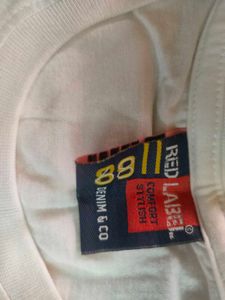 RED LABEL
©
88
COMFORT
STYLISH
DENIM & CO